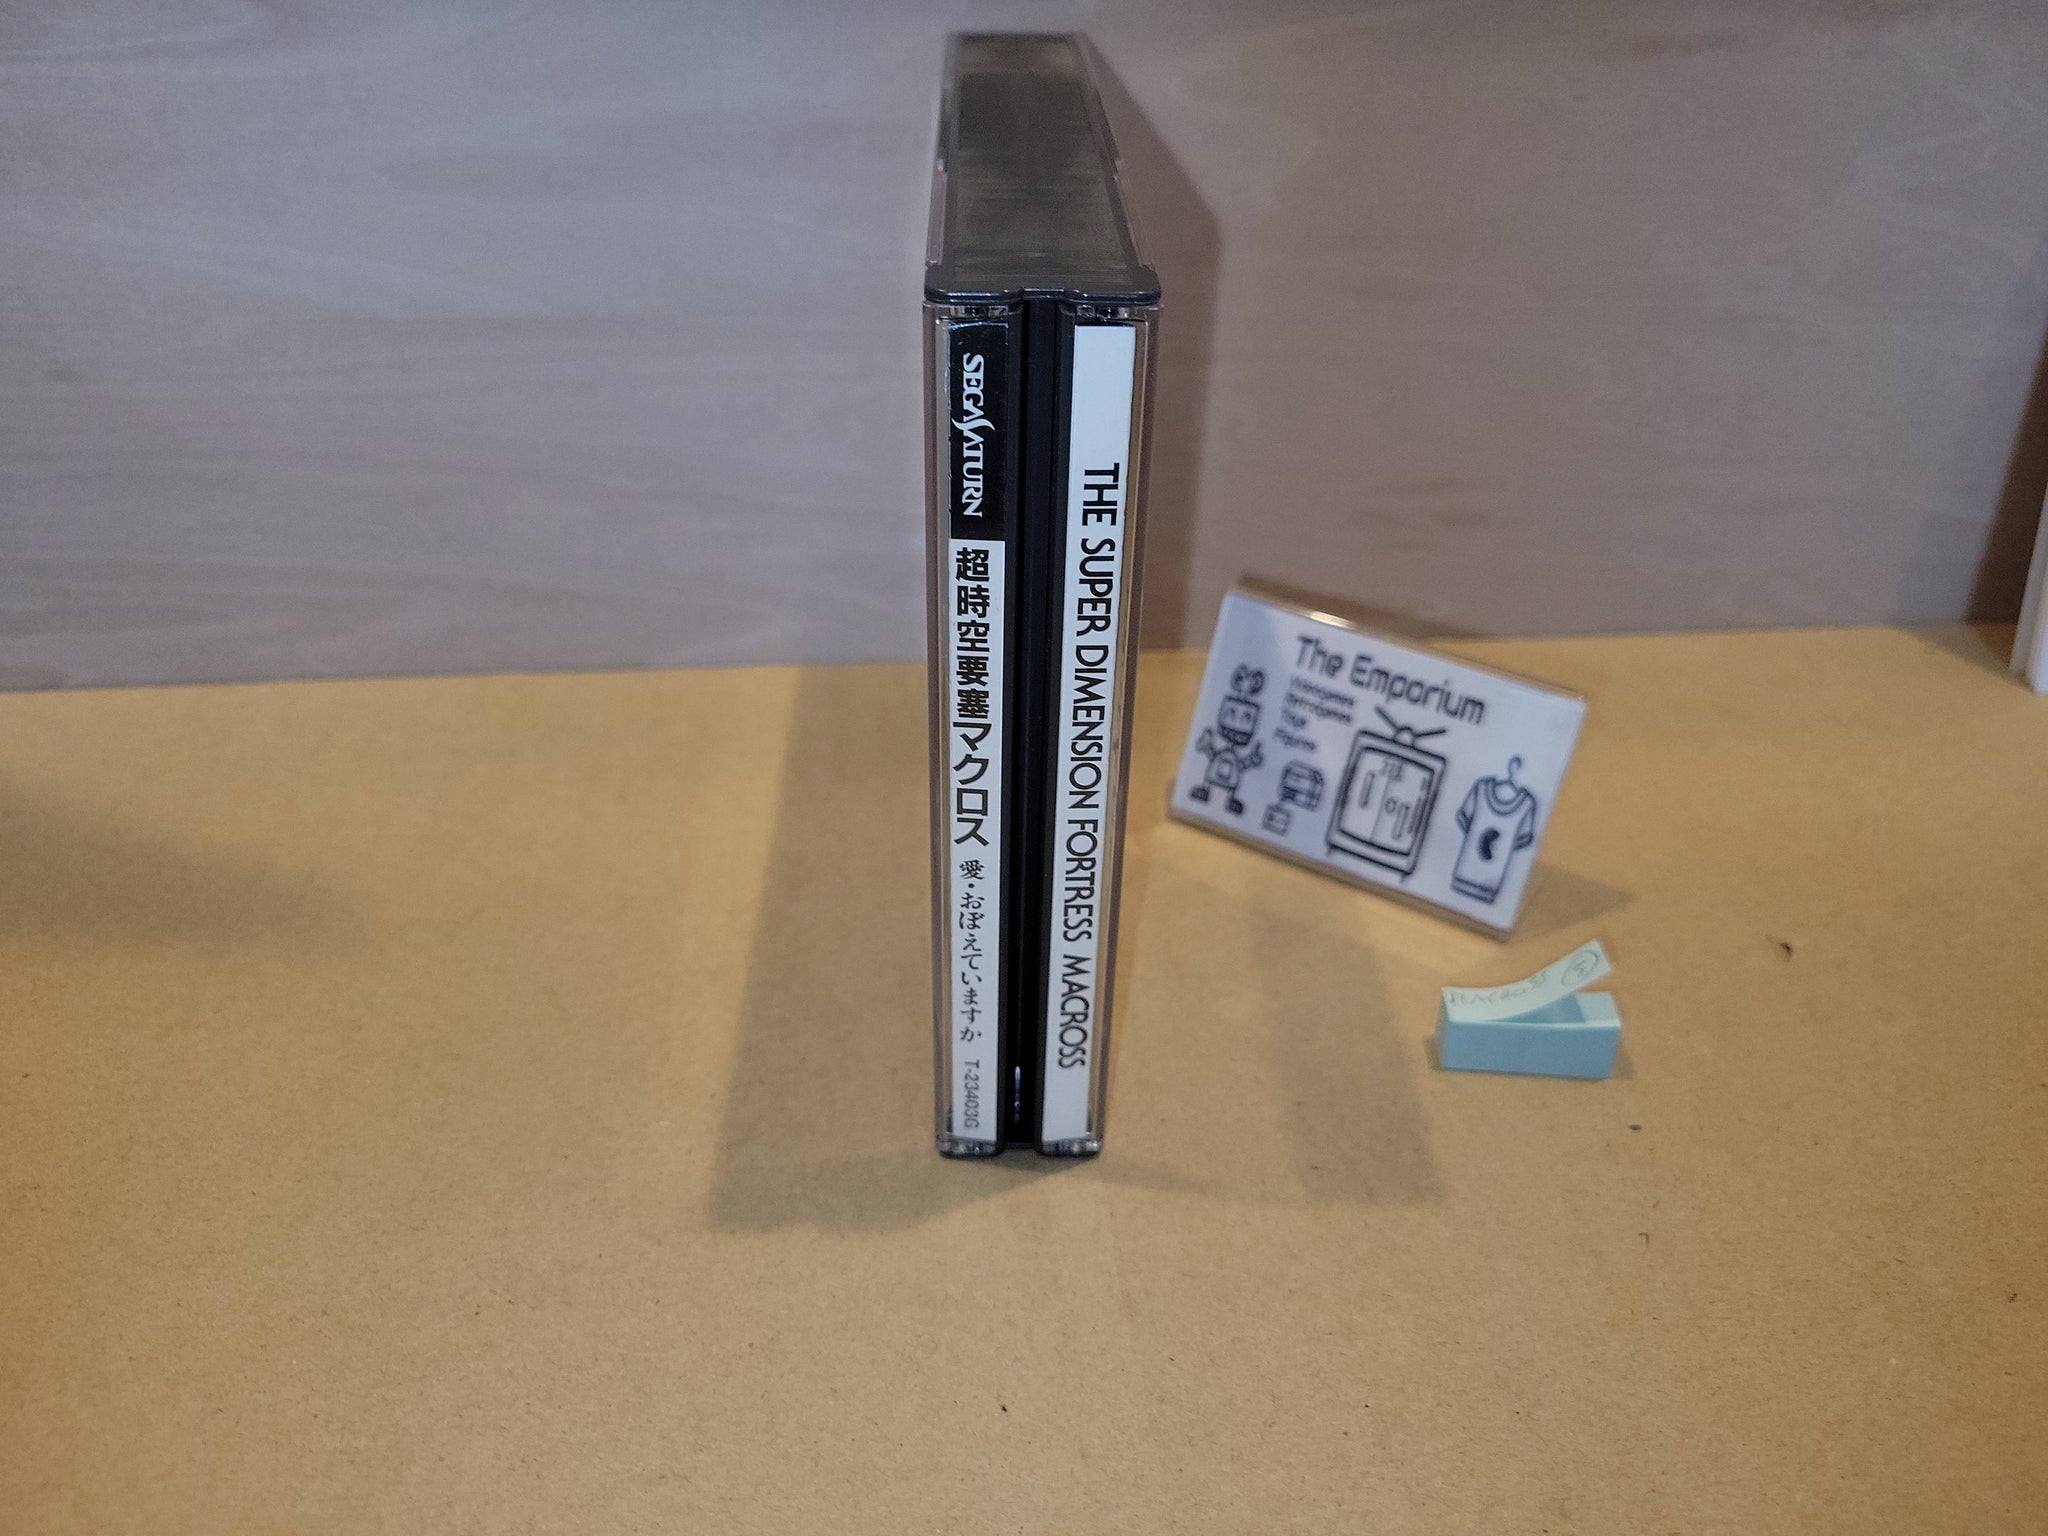 SEGA SATURN
超時空要塞マクロス
愛・おぼえていますか
T-23403G
THE SUPER DIMENSION FORTRESS MACROSS
The Emporium